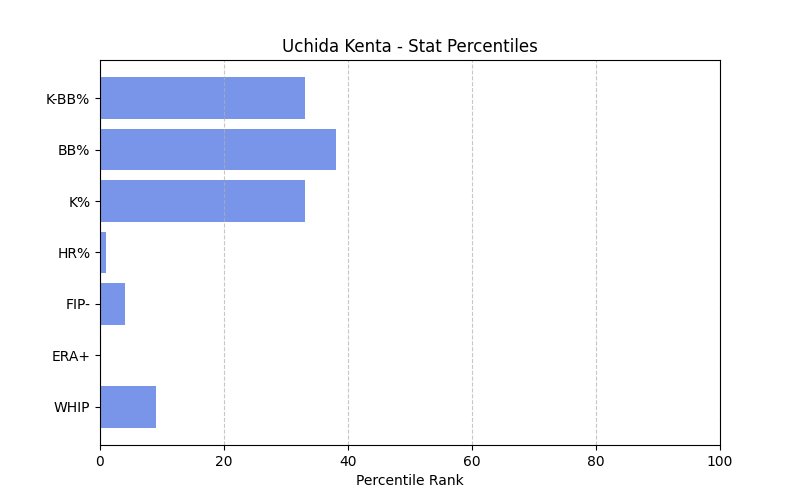 Uchida Kenta - Stat Percentiles
K-BB%
BB%
K%
HR%
FIP-
ERA+
WHIP
0 20 40 60 80 100
Percentile Rank